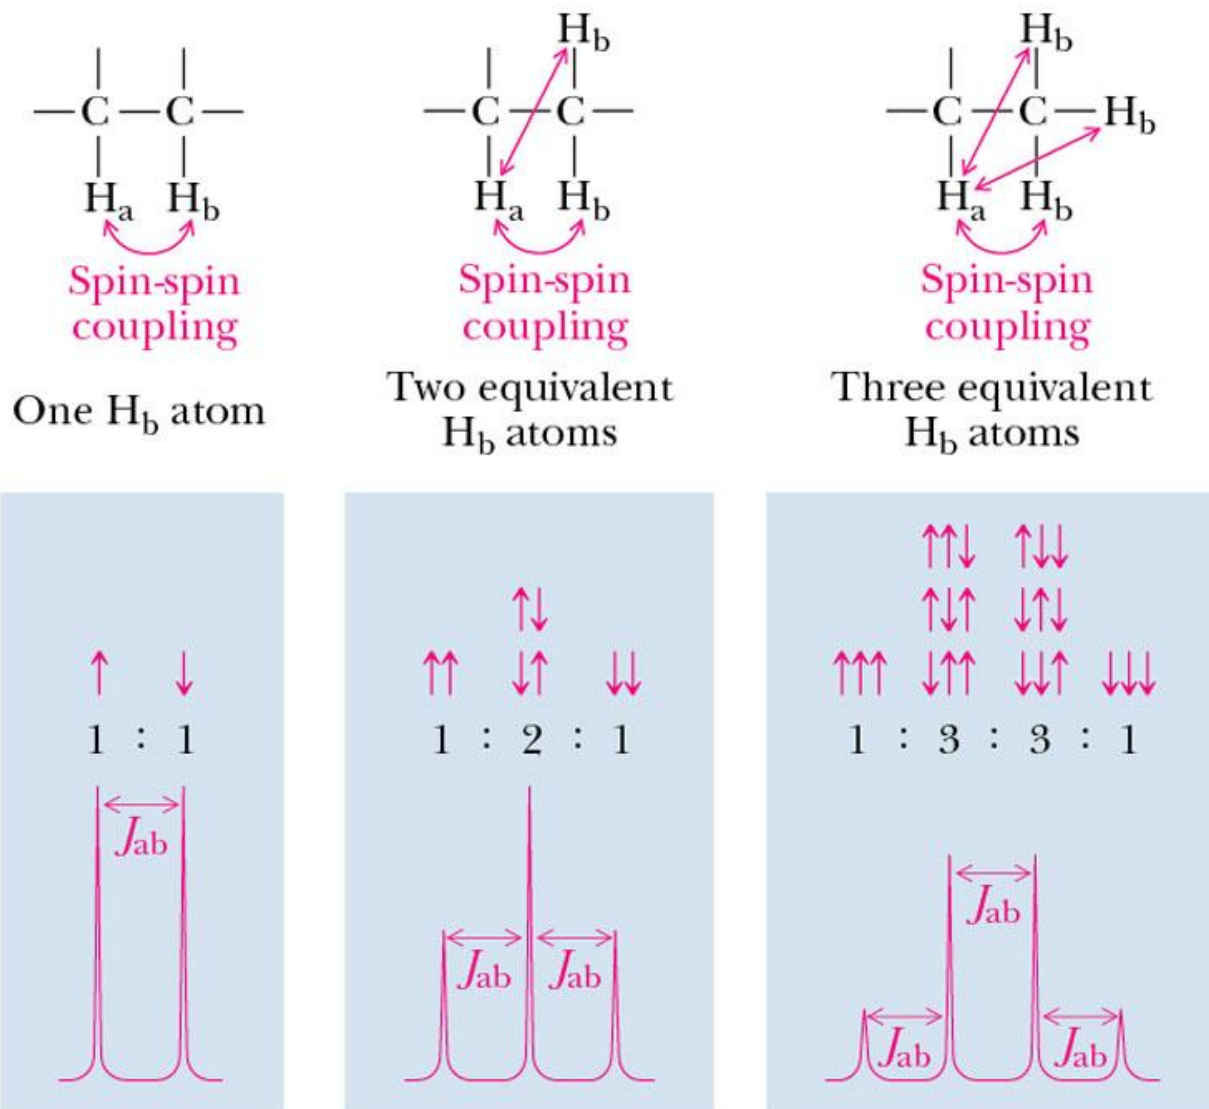 H_b
C C
H_a H_b
Spin-spin
coupling
One H_b atom
H_b
C C
H_a H_b
Spin-spin
coupling
Two equivalent
H_b atoms
H_b
C C H_b
H_a H_b
Spin-spin
coupling
Three equivalent
H_b atoms
↑ ↓
1 : 1
J_ab
↑↓
↑↑ ↓↑ ↓↓
1 : 2 : 1
J_ab J_ab
↑↑↓ ↑↓↓
↑↓↑ ↓↑↓
↑↑↑ ↓↑↑ ↓↓↑ ↓↓↓
1 : 3 : 3 : 1
J_ab
J_ab J_ab